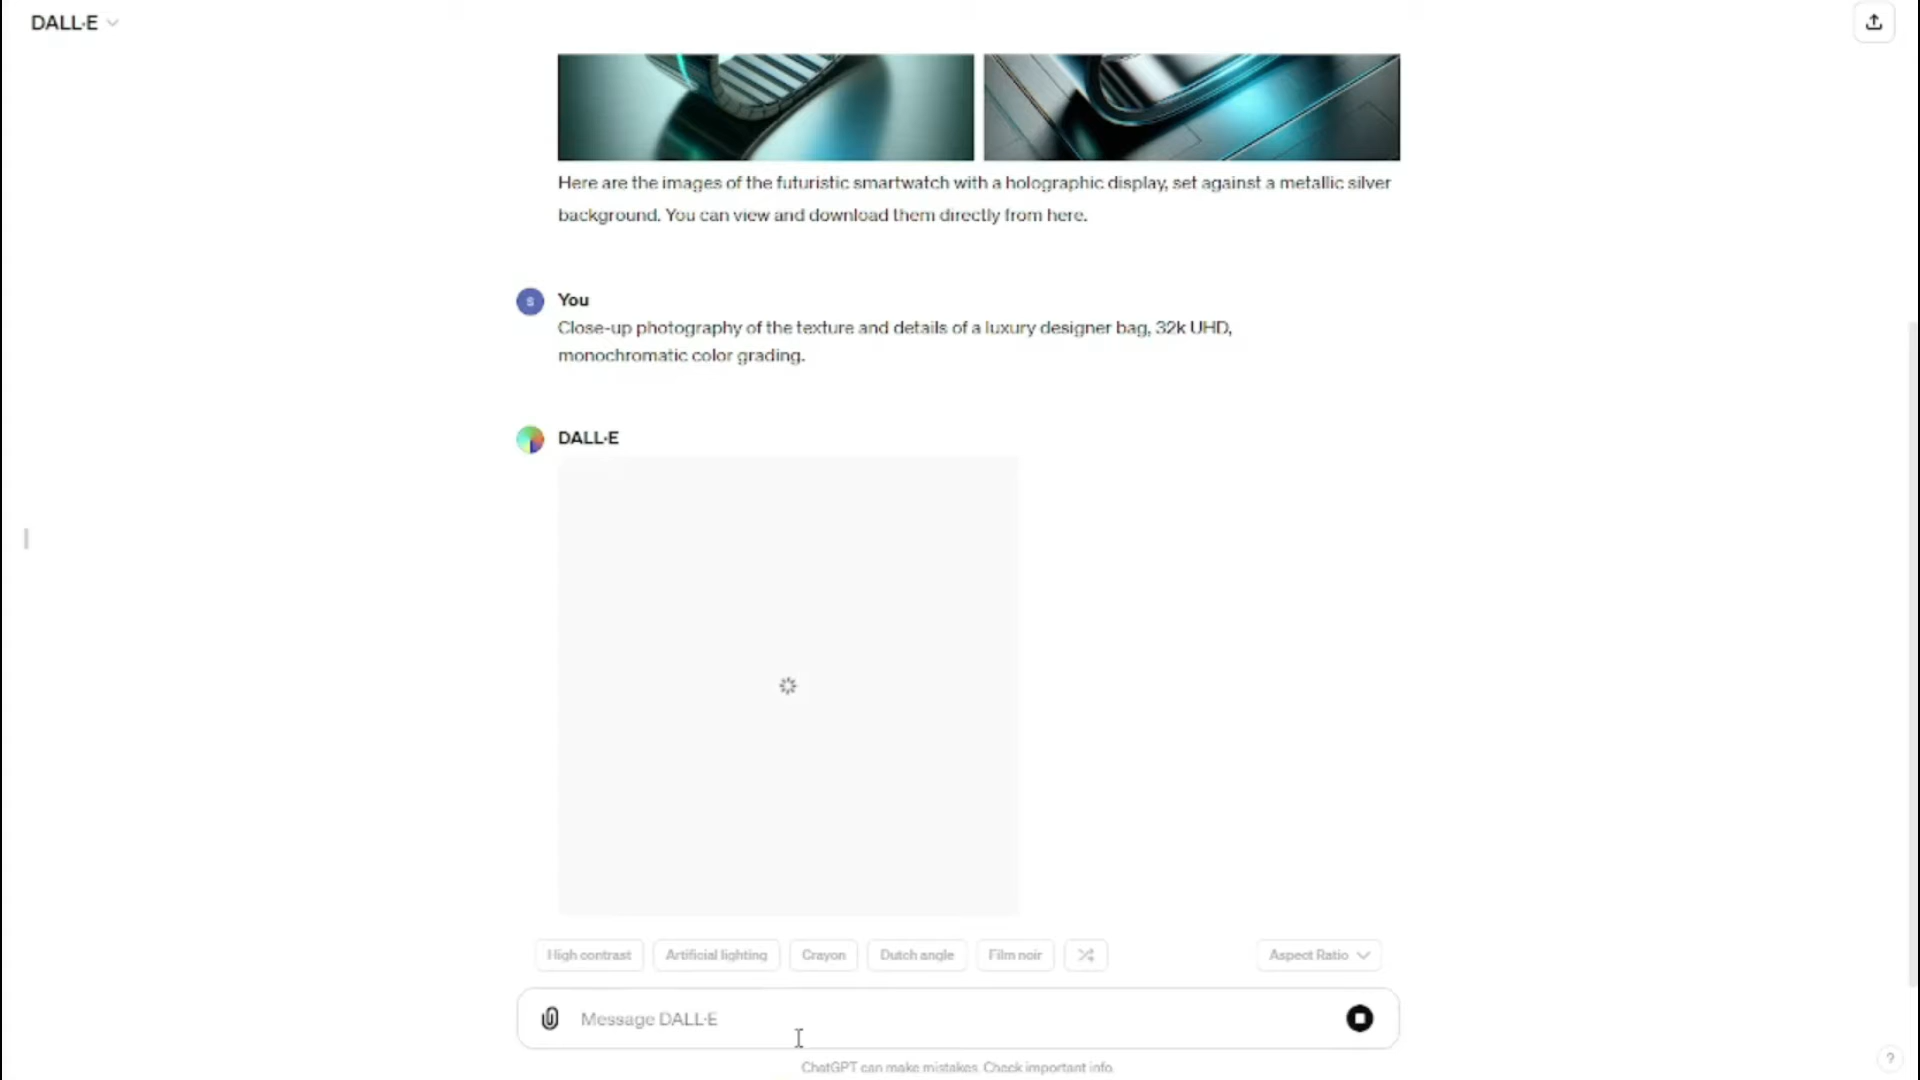 DALL·E
Here are the images of the futuristic smartwatch with a holographic display, set against a metallic silver
background. You can view and download them directly from here.
S
You
Close-up photography of the texture and details of a luxury designer bag, 32k UHD,
monochromatic color grading.
DALL·E
High contrast
Artificial lighting
Crayon
Dutch angle
Film noir
Aspect Ratio
Message DALL·E
ChatGPT can make mistakes. Check important info.
?